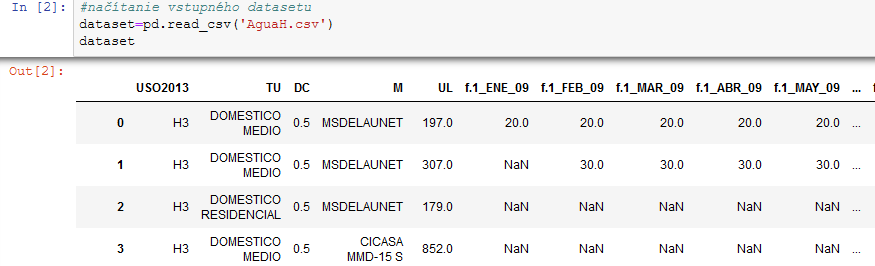 In [2]: #načítanie vstupného datasetu
dataset=pd.read_csv('AguaH.csv')
dataset
Out[2]:
USO2013 TU DC M UL f.1_ENE_09 f.1_FEB_09 f.1_MAR_09 f.1_ABR_09 f.1_MAY_09 ... f
0 H3 DOMESTICO MEDIO 0.5 MSDELAUNET 197.0 20.0 20.0 20.0 20.0 20.0 ...
1 H3 DOMESTICO MEDIO 0.5 MSDELAUNET 307.0 NaN 30.0 30.0 30.0 30.0 ...
2 H3 DOMESTICO RESIDENCIAL 0.5 MSDELAUNET 179.0 NaN NaN NaN NaN NaN ...
3 H3 DOMESTICO MEDIO 0.5 CICASA MMD-15 S 852.0 NaN NaN NaN NaN NaN ...